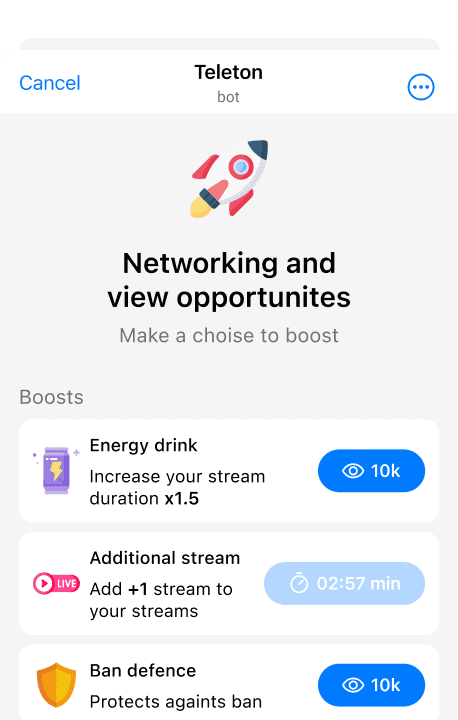 Cancel
Teleton
bot
Networking and
view opportunites
Make a choise to boost
Boosts
Energy drink
Increase your stream
duration x1.5
10k
Additional stream
Add +1 stream to
your streams
LIVE
02:57 min
Ban defence
Protects againts ban
10k